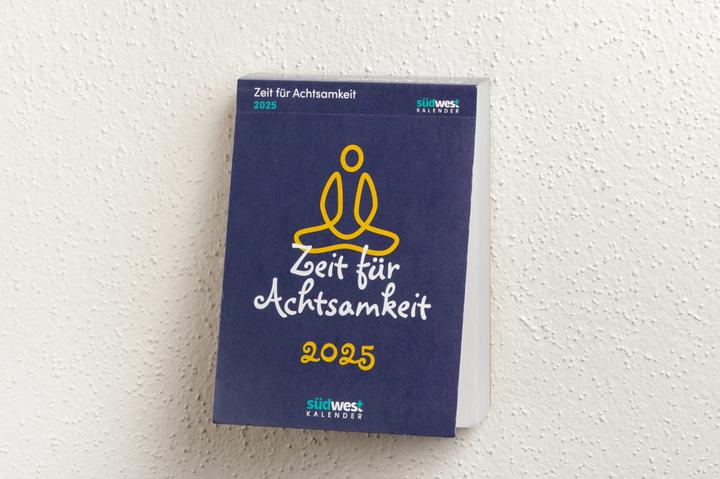 Zeit für Achtsamkeit
2025
südwest
KALENDER
Zeit für
Achtsamkeit
2025
südwest
KALENDER